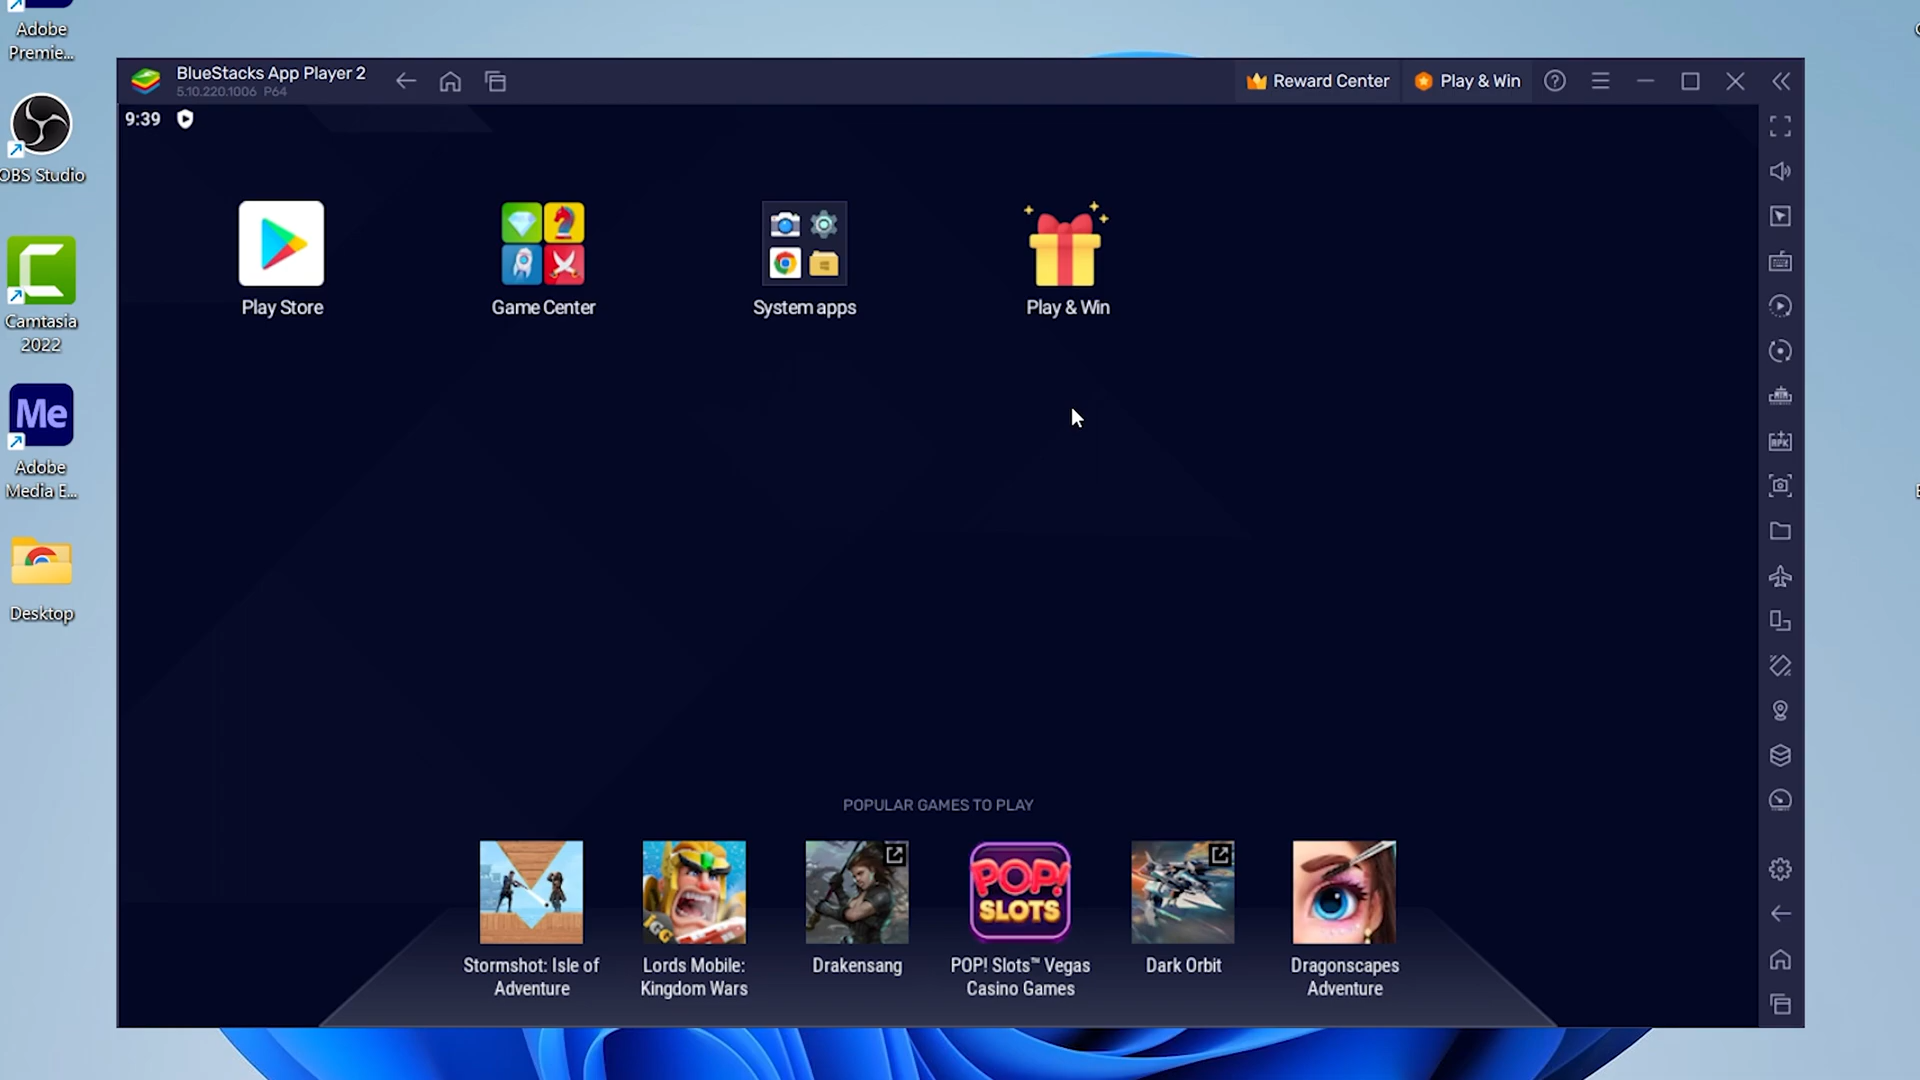 Adobe
Premie...
OBS Studio
Camtasia
2022
Me
Adobe
Media E...
Desktop
BlueStacks App Player 2
5.10.220.1006 P64
Reward Center
Play & Win
9:39
Play Store
Game Center
System apps
Play & Win
APK
POPULAR GAMES TO PLAY
IGG
POP!
SLOTS
Stormshot: Isle of
Adventure
Lords Mobile:
Kingdom Wars
Drakensang
POP! Slots™ Vegas
Casino Games
Dark Orbit
Dragonscapes
Adventure